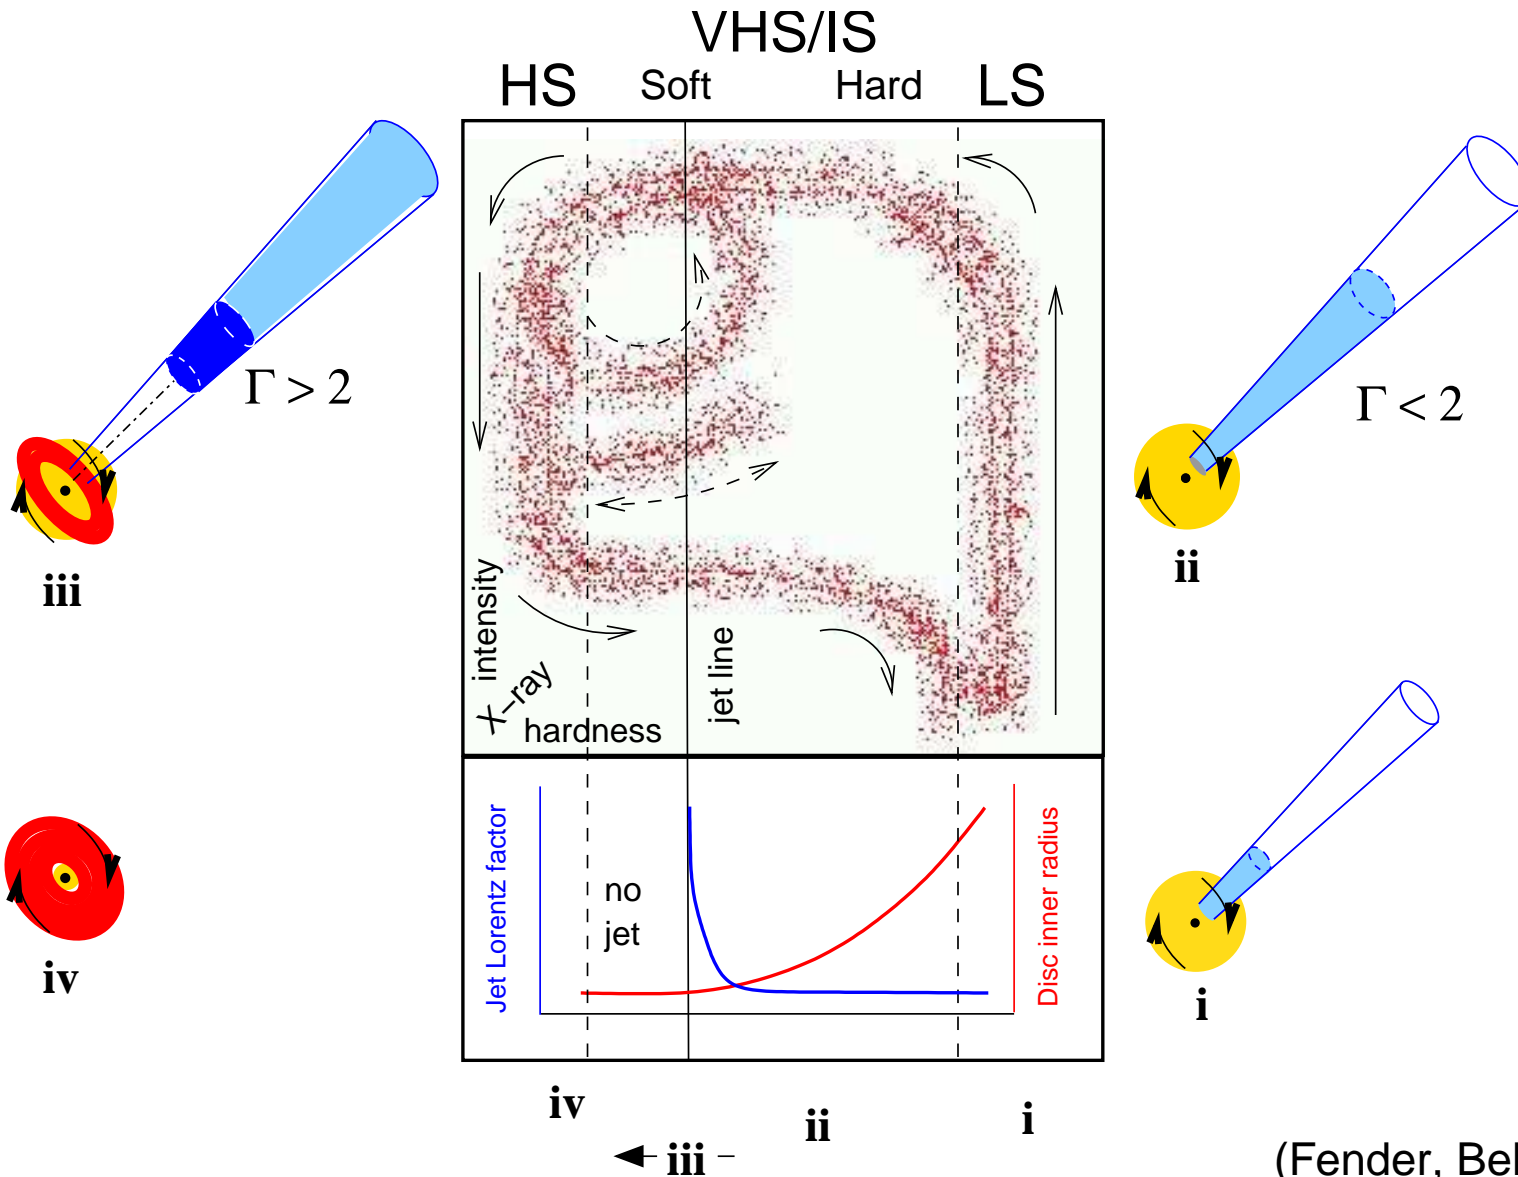 VHS/IS
HS
Soft
Hard
LS
Γ > 2
Γ < 2
iii
ii
intensity
X-ray
hardness
jet line
Jet Lorentz factor
no
jet
Disc inner radius
iv
i
iv
ii
i
iii
(Fender, Bel